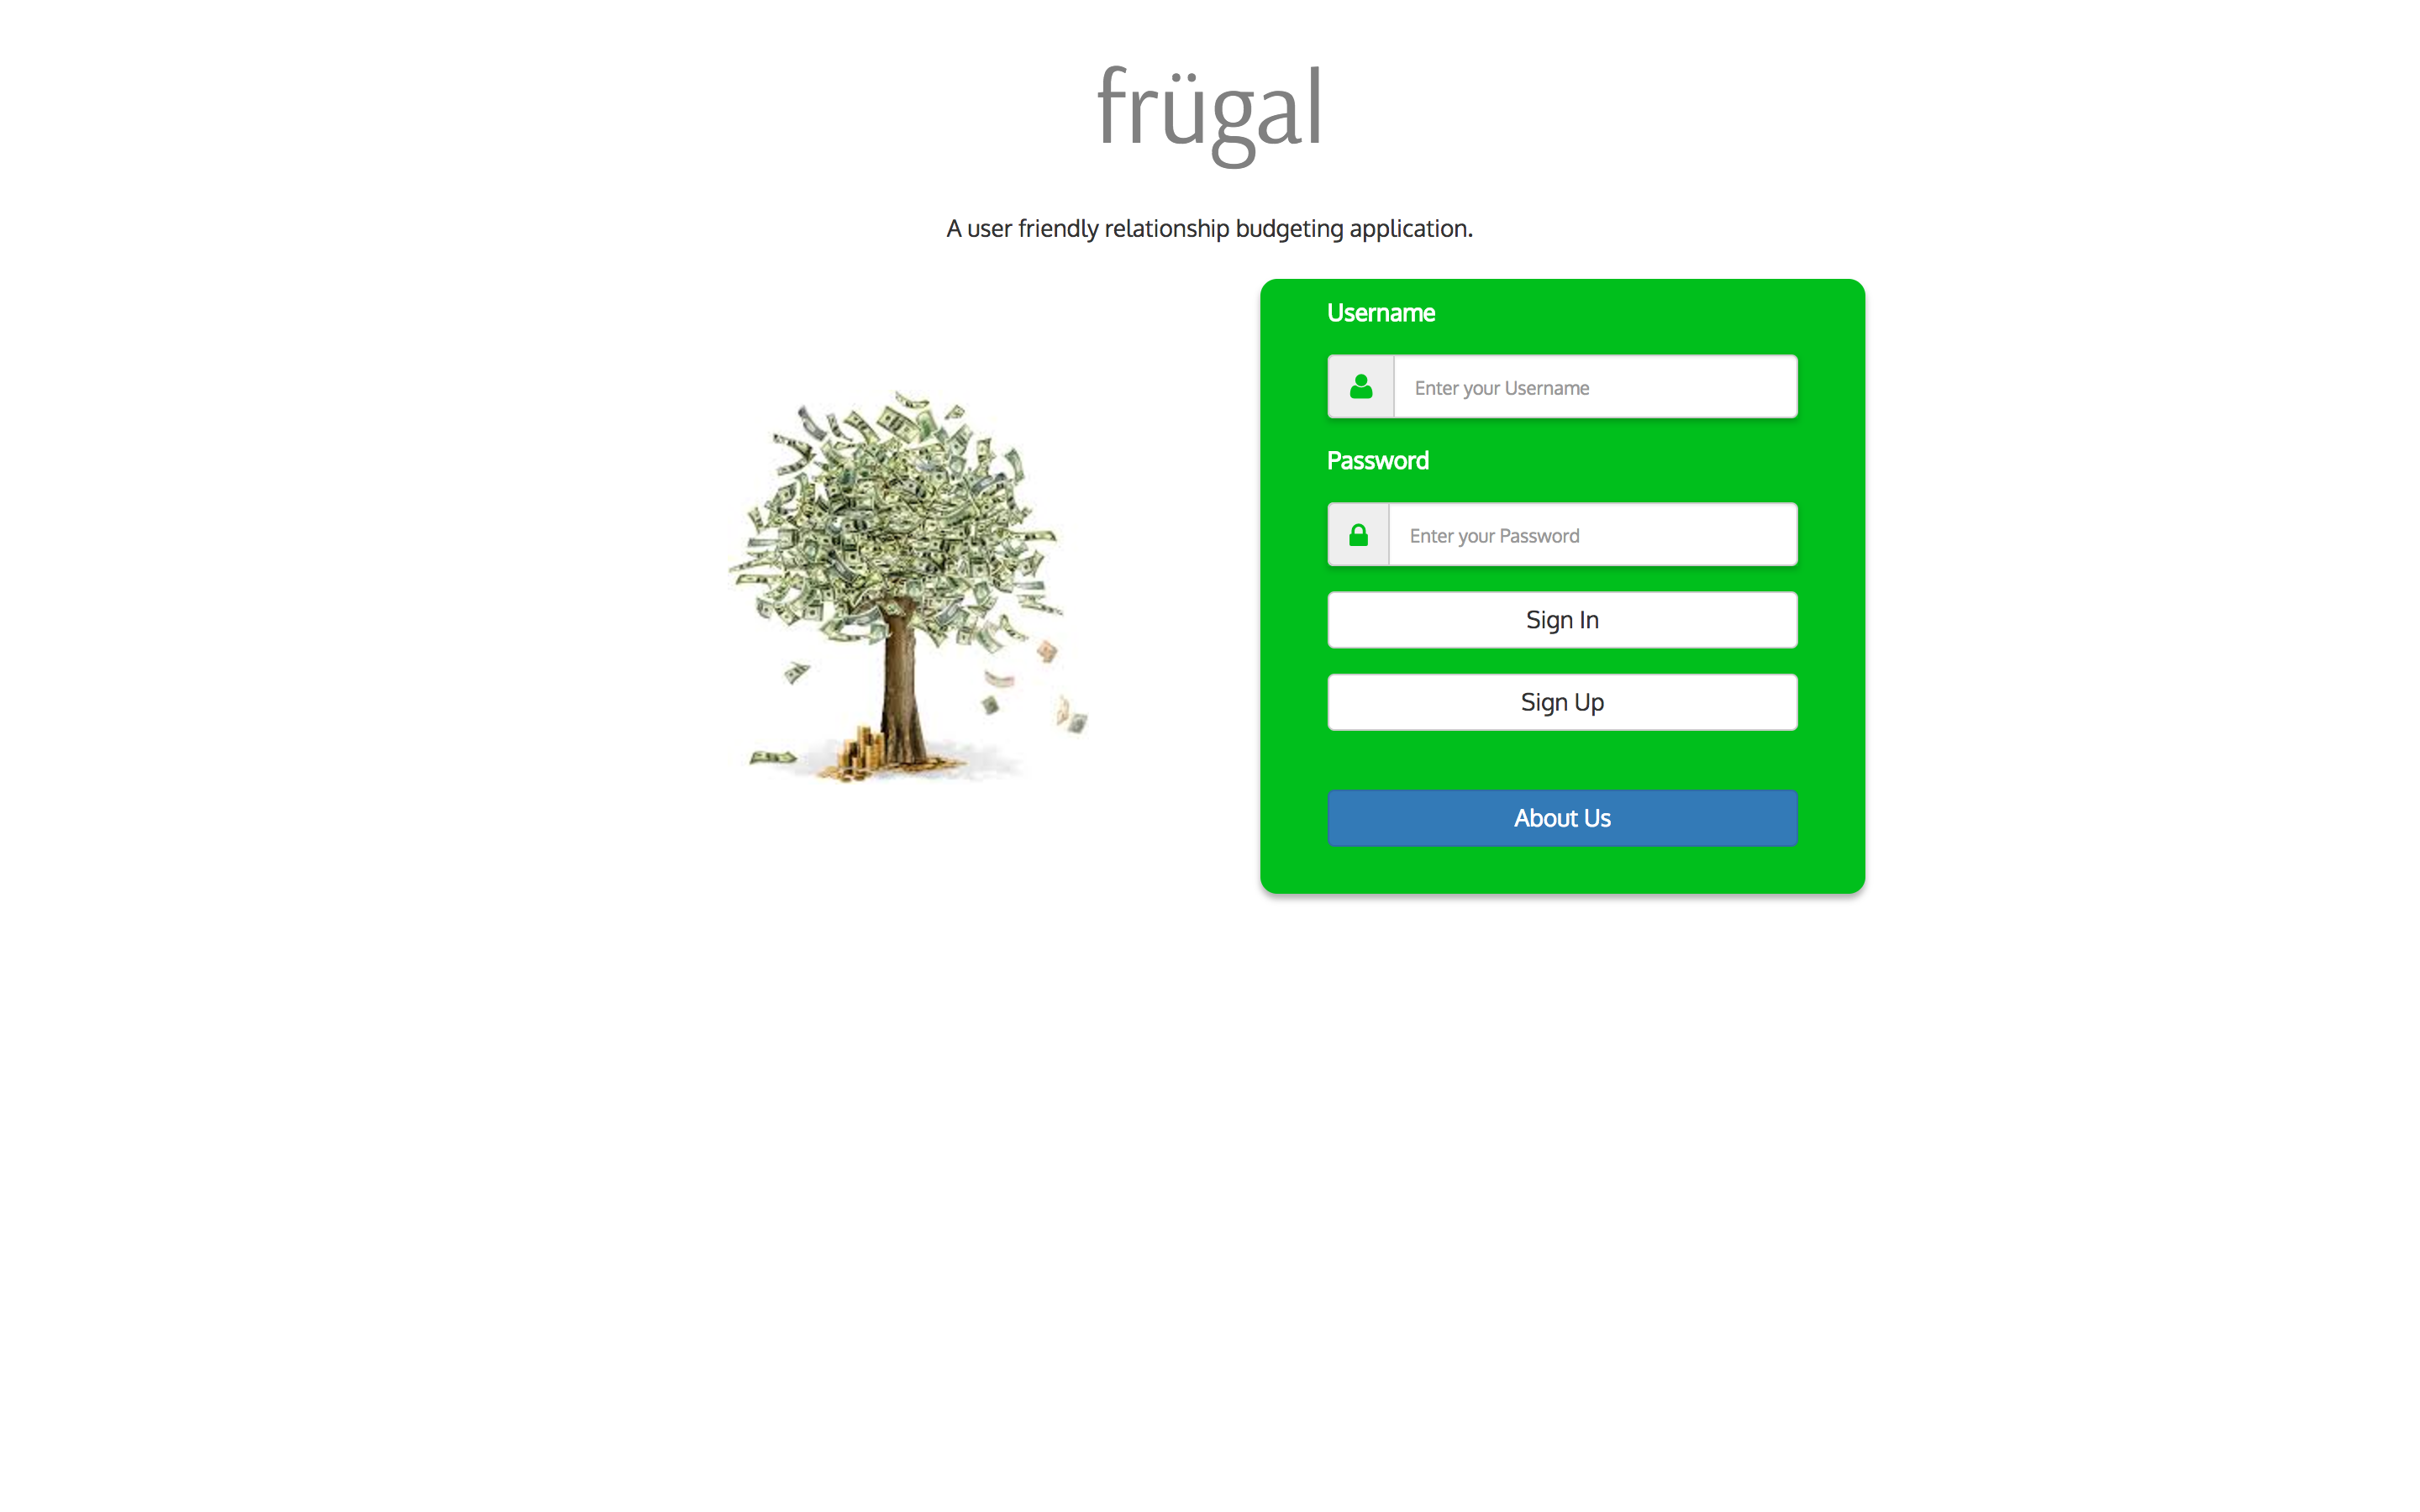 frügal
A user friendly relationship budgeting application.
Username
Enter your Username
Password
Enter your Password
Sign In
Sign Up
About Us